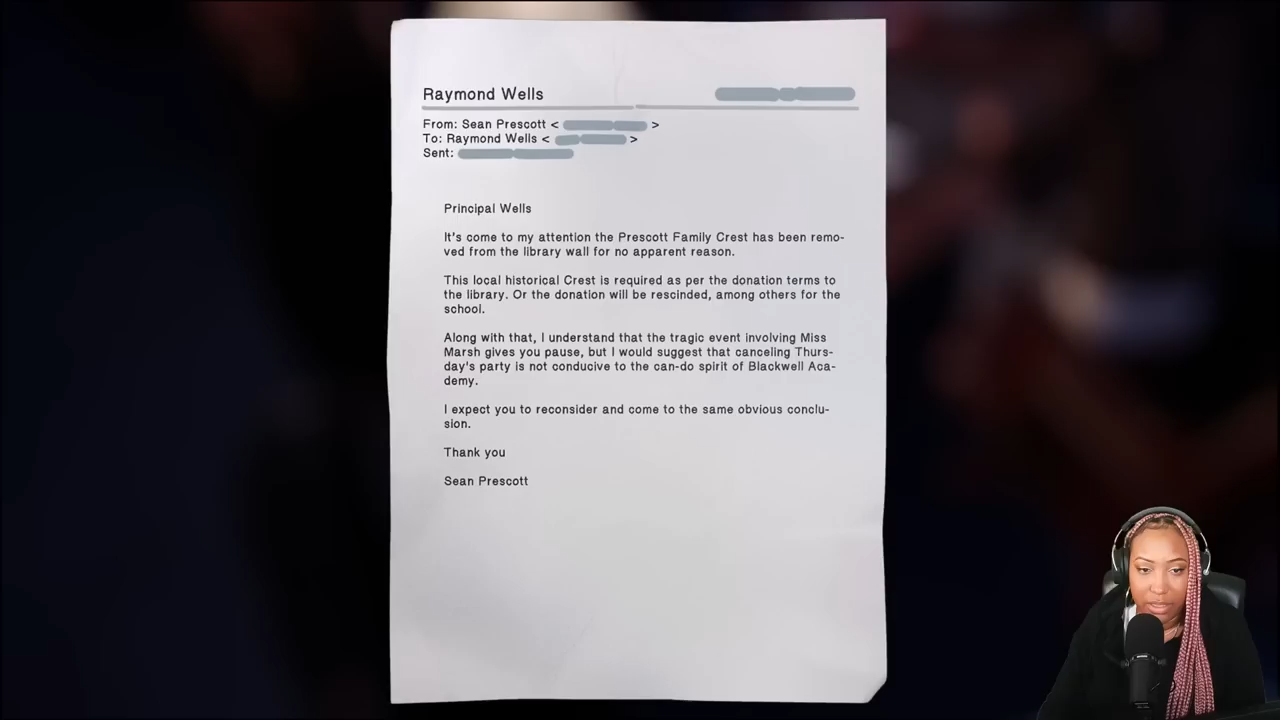 Raymond Wells
From: Sean Prescott < >
To: Raymond Wells < >
Sent:
Principal Wells
It's come to my attention the Prescott Family Crest has been remo-
ved from the library wall for no apparent reason.
This local historical Crest is required as per the donation terms to
the library. Or the donation will be rescinded, among others for the
school.
Along with that, I understand that the tragic event involving Miss
Marsh gives you pause, but I would suggest that canceling Thurs-
day's party is not conducive to the can-do spirit of Blackwell Aca-
demy.
I expect you to reconsider and come to the same obvious conclu-
sion.
Thank you
Sean Prescott